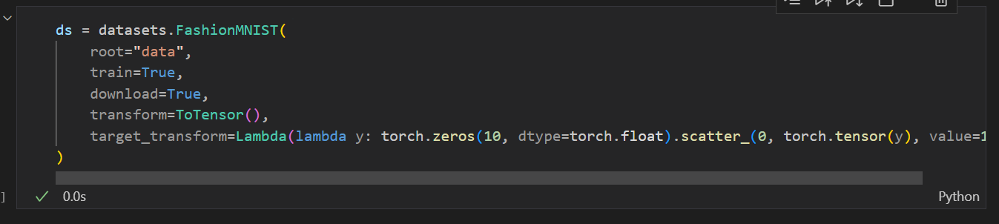 ds = datasets.FashionMNIST(
    root="data",
    train=True,
    download=True,
    transform=ToTensor(),
    target_transform=Lambda(lambda y: torch.zeros(10, dtype=torch.float).scatter_(0, torch.tensor(y), value=1
)
] 0.0s Python